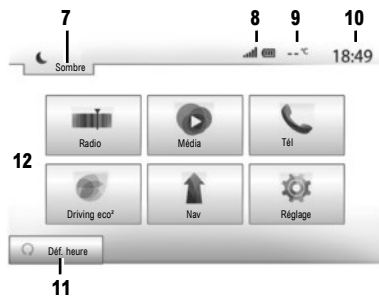 7 8 9 10
Sombre --°C 18:49
Radio Média Tél
12
Driving eco² Nav Réglage
Déf. heure
11